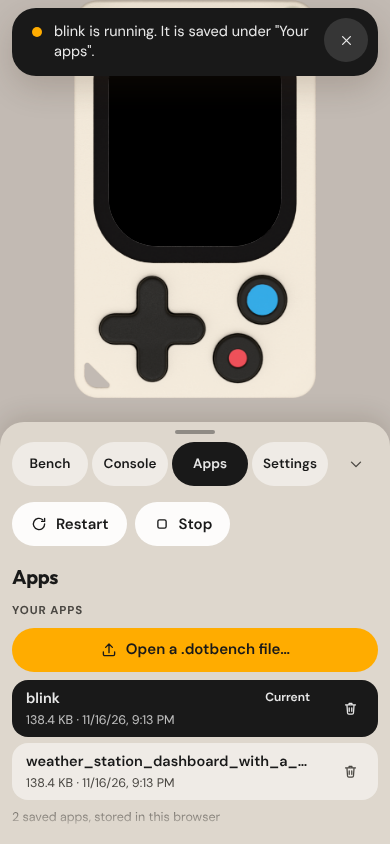 blink is running. It is saved under "Your
apps".
Bench
Console
Apps
Settings
Restart
Stop
Apps
YOUR APPS
Open a .dotbench file...
blink
Current
138.4 KB · 11/16/26, 9:13 PM
weather_station_dashboard_with_a_...
138.4 KB · 11/16/26, 9:13 PM
2 saved apps, stored in this browser